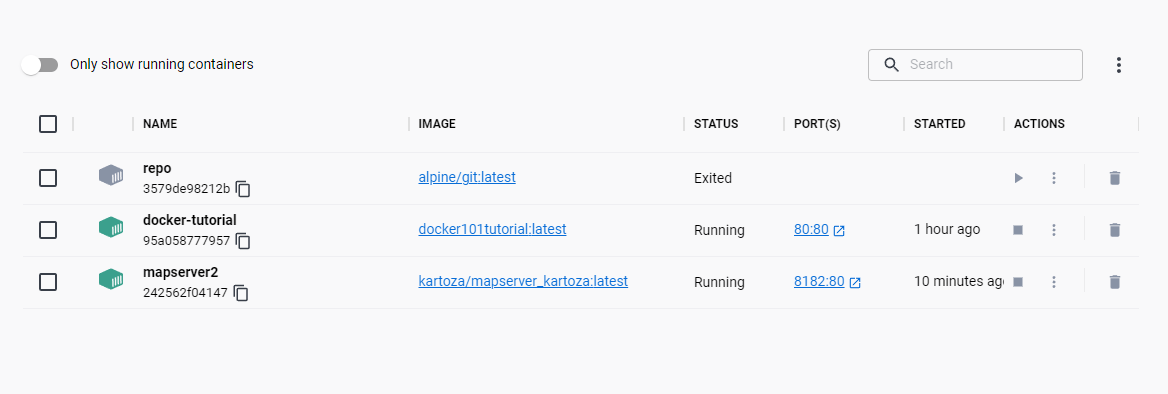 Only show running containers
Search
NAME IMAGE STATUS PORT(S) STARTED ACTIONS
repo
3579de98212b
alpine/git:latest
Exited
docker-tutorial
95a058777957
docker101tutorial:latest
Running
80:80
1 hour ago
mapserver2
242562f04147
kartoza/mapserver_kartoza:latest
Running
8182:80
10 minutes ago